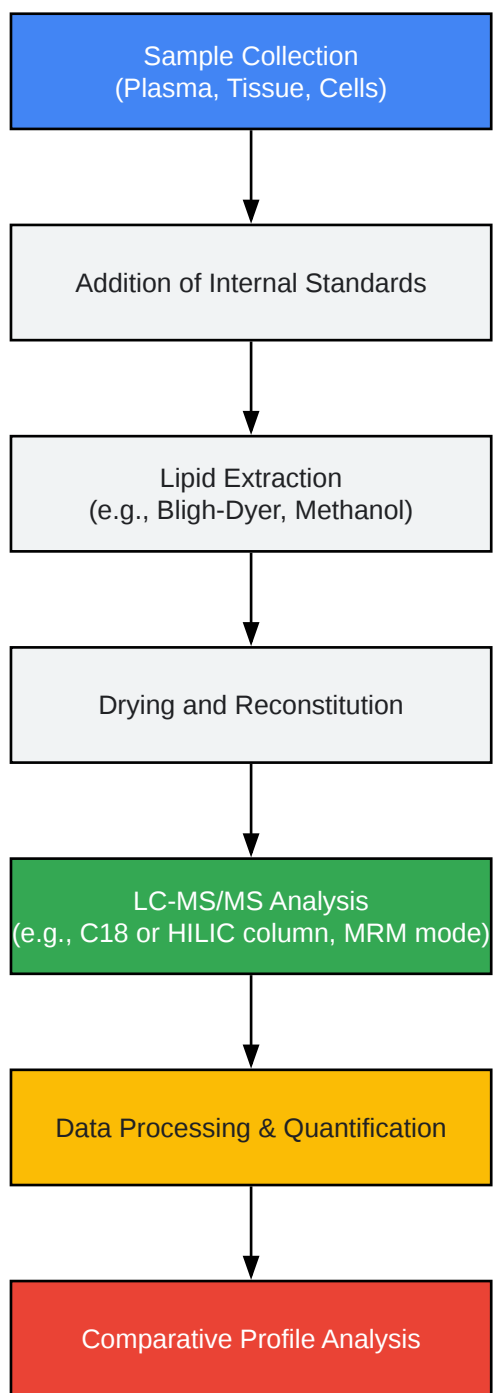 Sample Collection
(Plasma, Tissue, Cells)
Addition of Internal Standards
Lipid Extraction
(e.g., Bligh-Dyer, Methanol)
Drying and Reconstitution
LC-MS/MS Analysis
(e.g., C18 or HILIC column, MRM mode)
Data Processing & Quantification
Comparative Profile Analysis